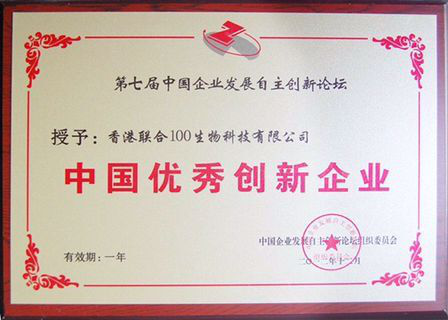 第七届中国企业发展自主创新论坛
授予：香港联合100生物科技有限公司
中国优秀创新企业
中国企业发展自主创新论坛组织委员会
有效期：一年